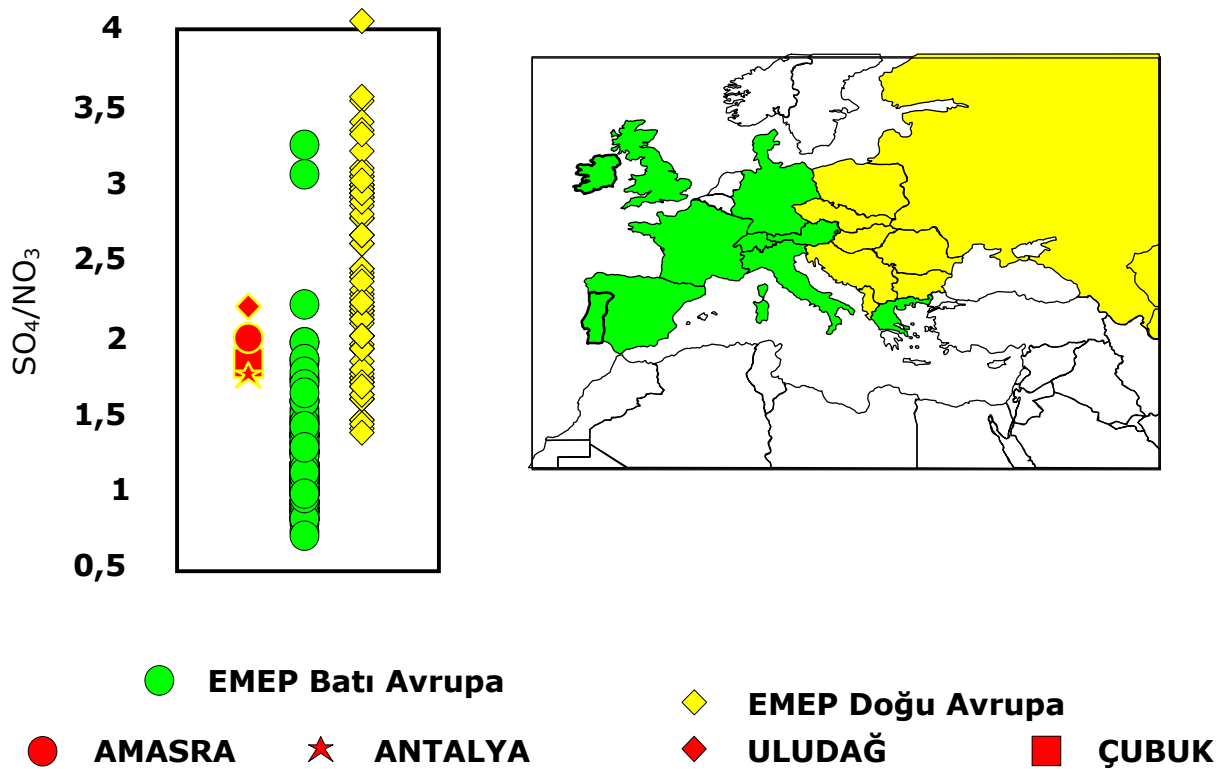 4
3,5
3
2,5
2
1,5
1
0,5
SO₄/NO₃
EMEP Batı Avrupa
EMEP Doğu Avrupa
AMASRA ANTALYA ULUDAĞ ÇUBUK